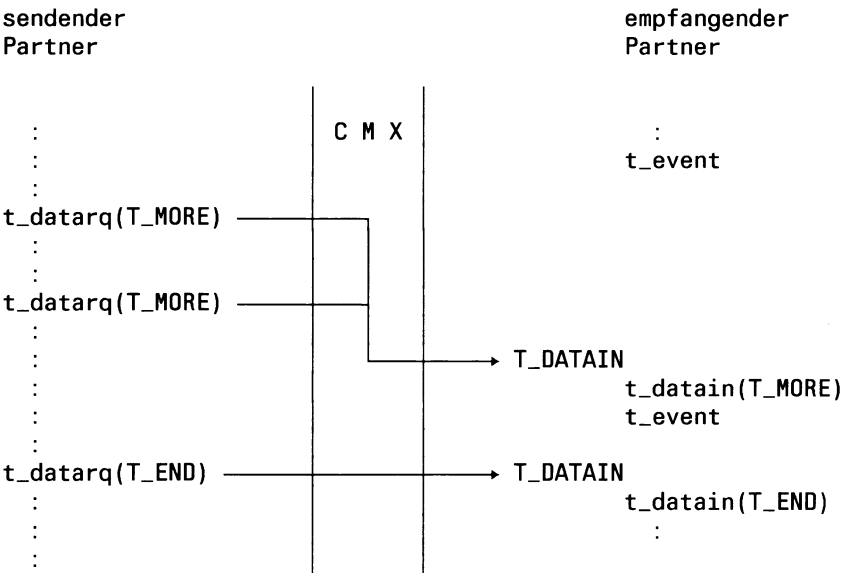 sendender empfangender
Partner Partner
: C M X :
: t_event
:
t_datarq(T_MORE)
:
:
t_datarq(T_MORE)
:
: T_DATAIN
: t_datain(T_MORE)
: t_event
:
t_datarq(T_END) T_DATAIN
: t_datain(T_END)
: :
: